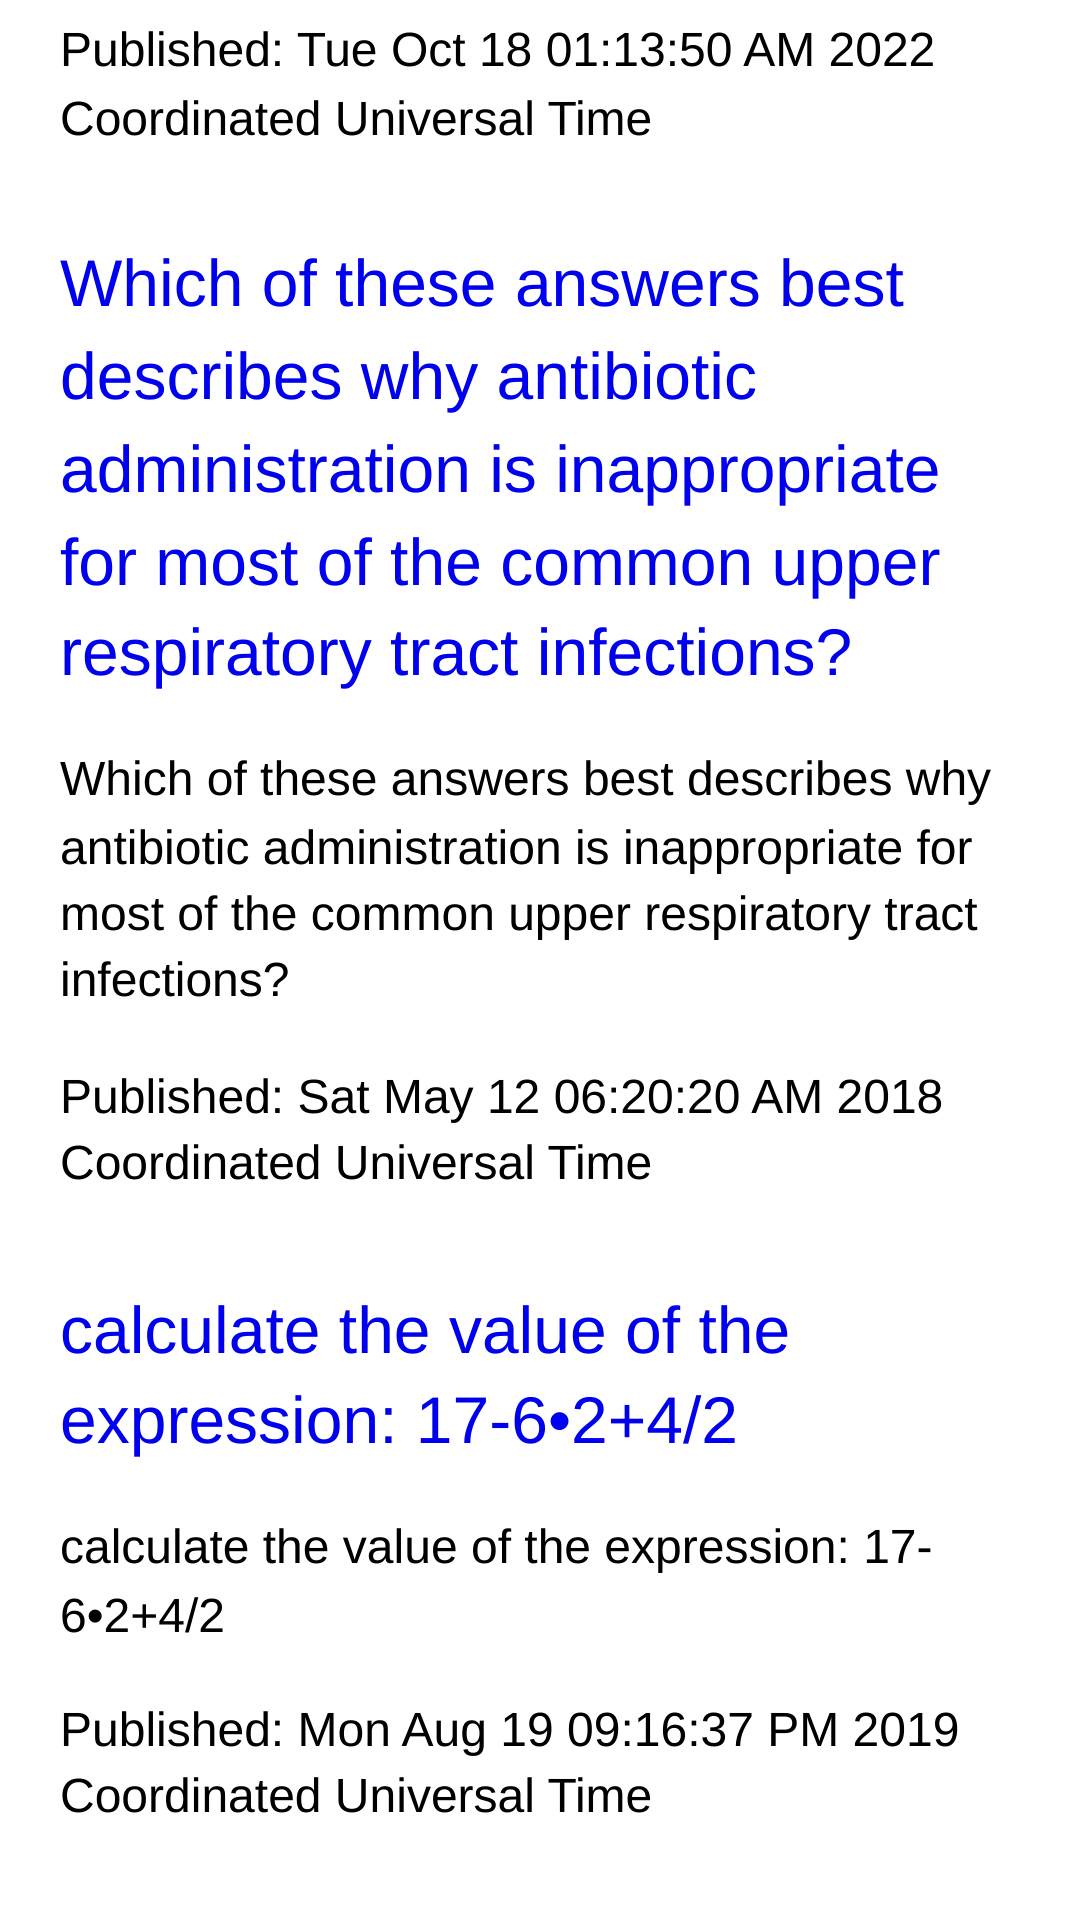 Published: Tue Oct 18 01:13:50 AM 2022
Coordinated Universal Time
Which of these answers best
describes why antibiotic
administration is inappropriate
for most of the common upper
respiratory tract infections?
Which of these answers best describes why
antibiotic administration is inappropriate for
most of the common upper respiratory tract
infections?
Published: Sat May 12 06:20:20 AM 2018
Coordinated Universal Time
calculate the value of the
expression: 17-6•2+4/2
calculate the value of the expression: 17-
6•2+4/2
Published: Mon Aug 19 09:16:37 PM 2019
Coordinated Universal Time